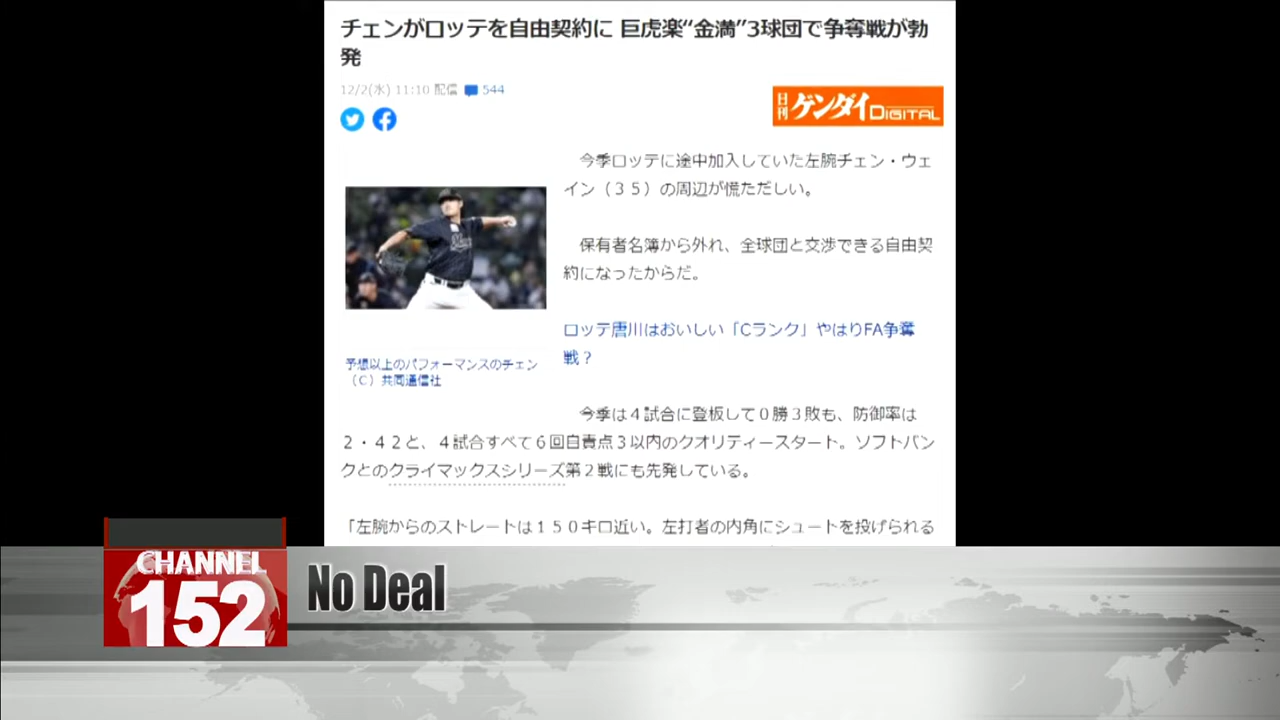 チェンがロッテを自由契約に 巨虎楽“金満”3球団で争奪戦が勃
発
12/2(水) 11:10 配信 544
日刊ゲンダイDIGITAL
今季ロッテに途中加入していた左腕チェン・ウェ
イン（３５）の周辺が慌ただしい。
保有者名簿から外れ、全球団と交渉できる自由契
約になったからだ。
ロッテ唐川はおいしい「Cランク」やはりFA争奪
戦？
予想以上のパフォーマンスのチェン
（C）共同通信社
今季は４試合に登板して０勝３敗も、防御率は
２・４２と、４試合すべて６回自責点３以内のクオリティースタート。ソフトバン
クとのクライマックスシリーズ第２戦にも先発している。
「左腕からのストレートは１５０キロ近い。左打者の内角にシュートを投げられる
CHANNEL
152
No Deal